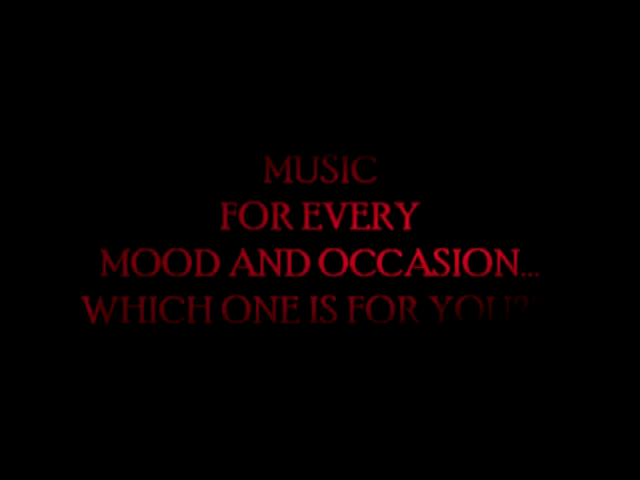 MUSIC
FOR EVERY
MOOD AND OCCASION...
WHICH ONE IS FOR YOU??